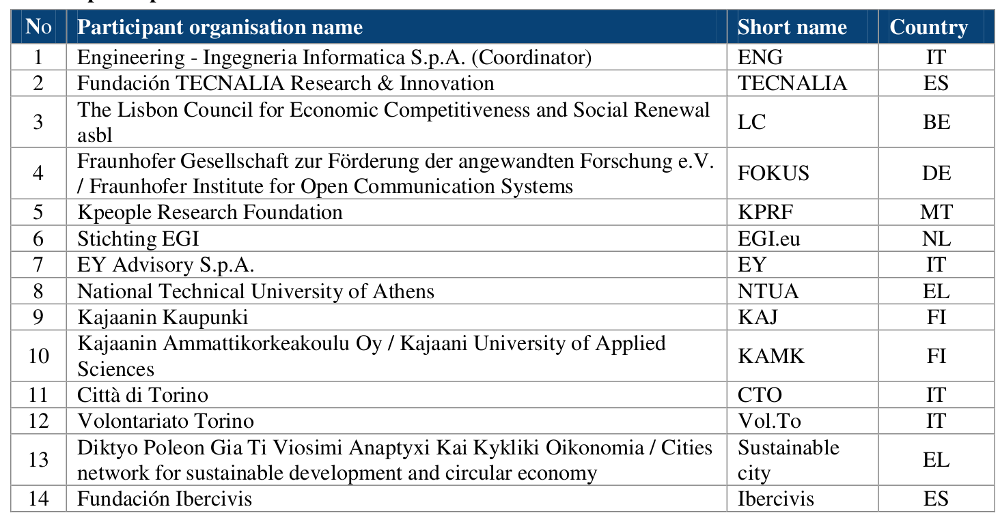 No Participant organisation name Short name Country
1 Engineering - Ingegneria Informatica S.p.A. (Coordinator) ENG IT
2 Fundación TECNALIA Research & Innovation TECNALIA ES
3 The Lisbon Council for Economic Competitiveness and Social Renewal
asbl LC BE
4 Fraunhofer Gesellschaft zur Förderung der angewandten Forschung e.V.
/ Fraunhofer Institute for Open Communication Systems FOKUS DE
5 Kpeople Research Foundation KPRF MT
6 Stichting EGI EGI.eu NL
7 EY Advisory S.p.A. EY IT
8 National Technical University of Athens NTUA EL
9 Kajaanin Kaupunki KAJ FI
10 Kajaanin Ammattikorkeakoulu Oy / Kajaani University of Applied
Sciences KAMK FI
11 Città di Torino CTO IT
12 Volontariato Torino Vol.To IT
13 Diktyo Poleon Gia Ti Viosimi Anaptyxi Kai Kykliki Oikonomia / Cities
network for sustainable development and circular economy Sustainable
city EL
14 Fundación Ibercivis Ibercivis ES